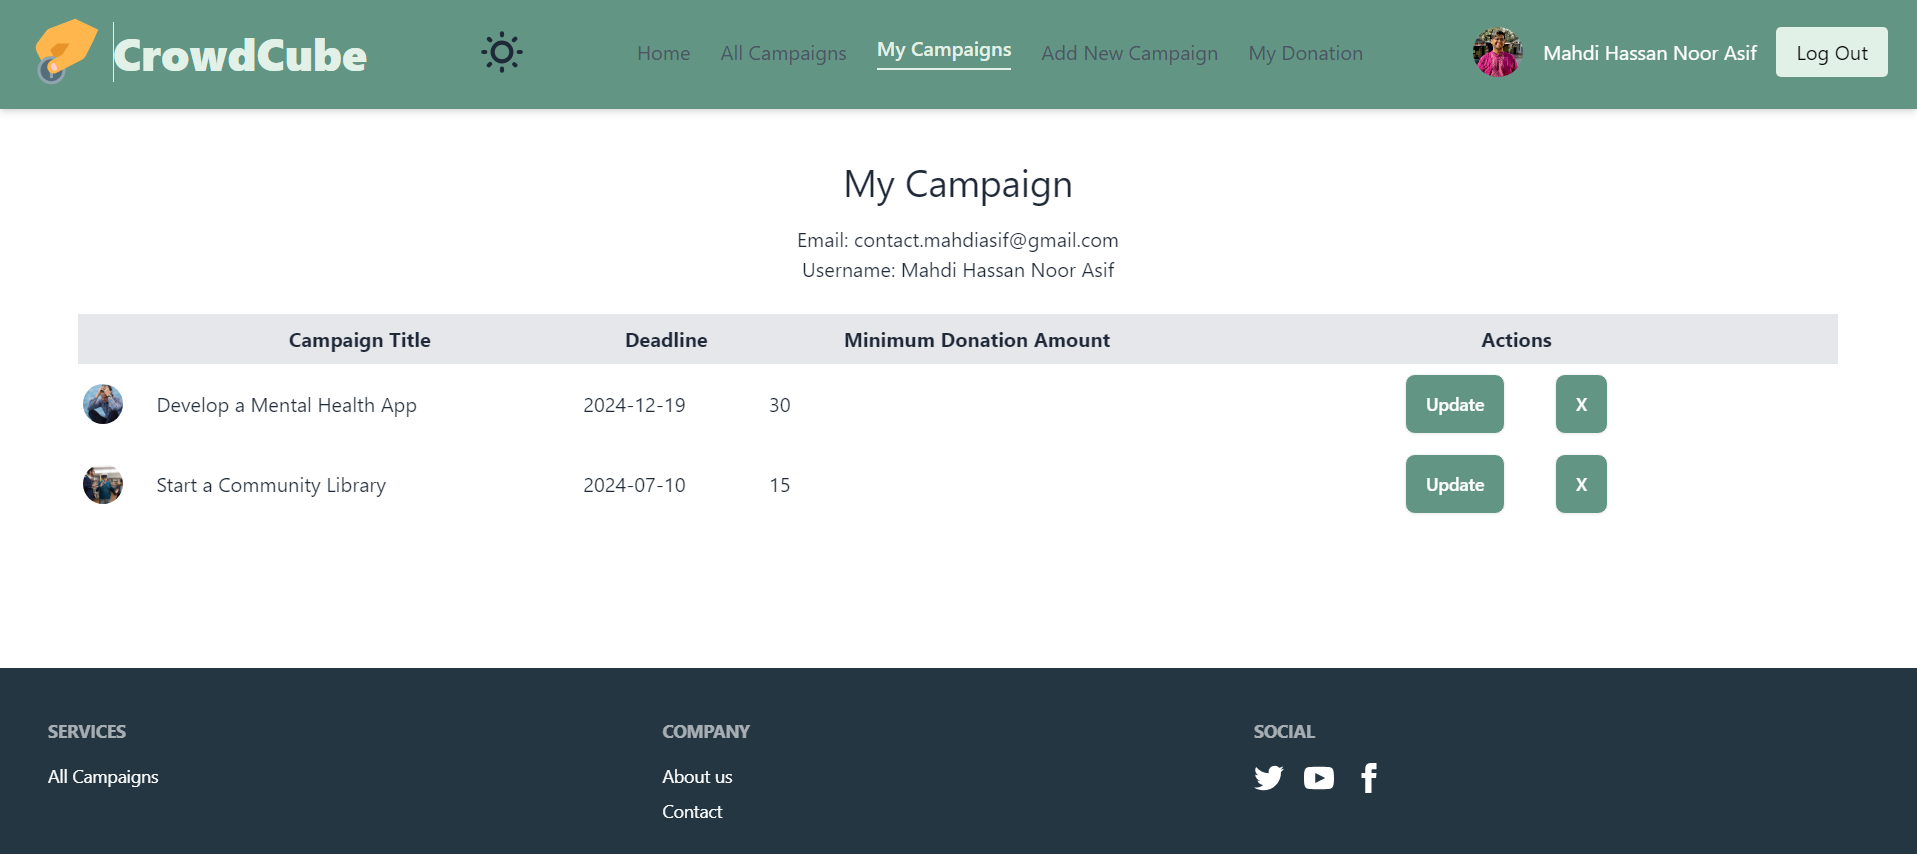 CrowdCube
Home All Campaigns My Campaigns Add New Campaign My Donation
Mahdi Hassan Noor Asif
Log Out
My Campaign
Email: contact.mahdiasif@gmail.com
Username: Mahdi Hassan Noor Asif
Campaign Title Deadline Minimum Donation Amount Actions
Develop a Mental Health App 2024-12-19 30 Update X
Start a Community Library 2024-07-10 15 Update X
SERVICES
All Campaigns
COMPANY
About us
Contact
SOCIAL